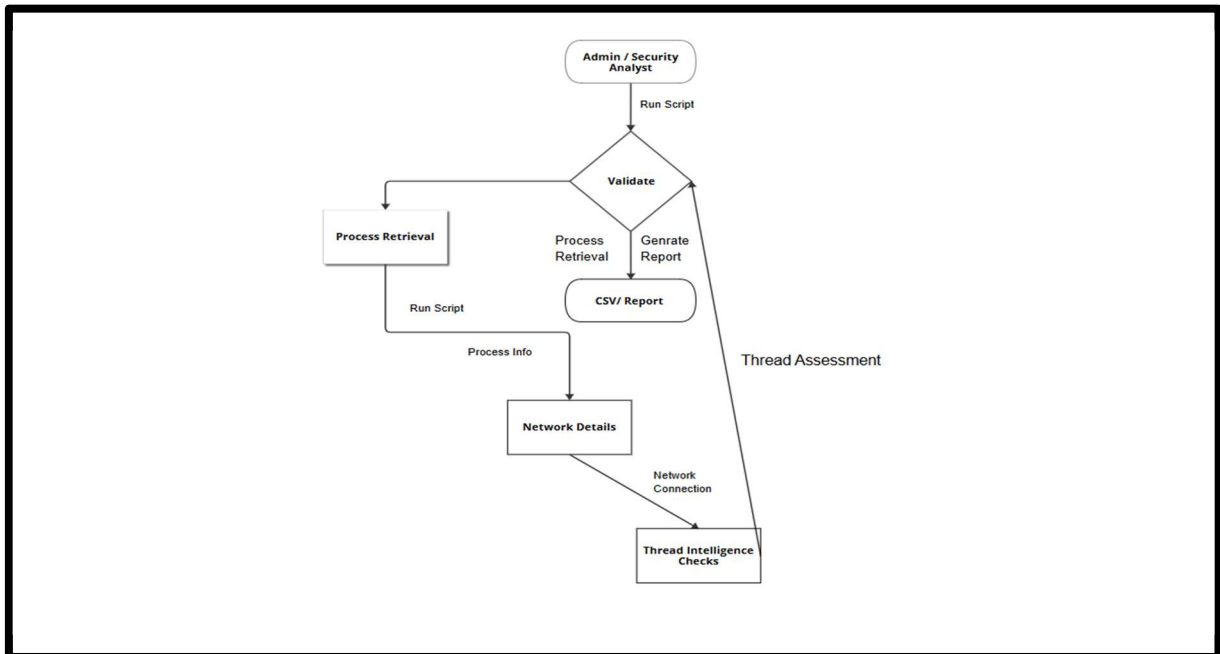 Admin / Security
Analyst
Run Script
Validate
Process Retrieval
Process
Retrieval
Genrate
Report
CSV/ Report
Run Script
Process Info
Thread Assessment
Network Details
Network
Connection
Thread Intelligence
Checks